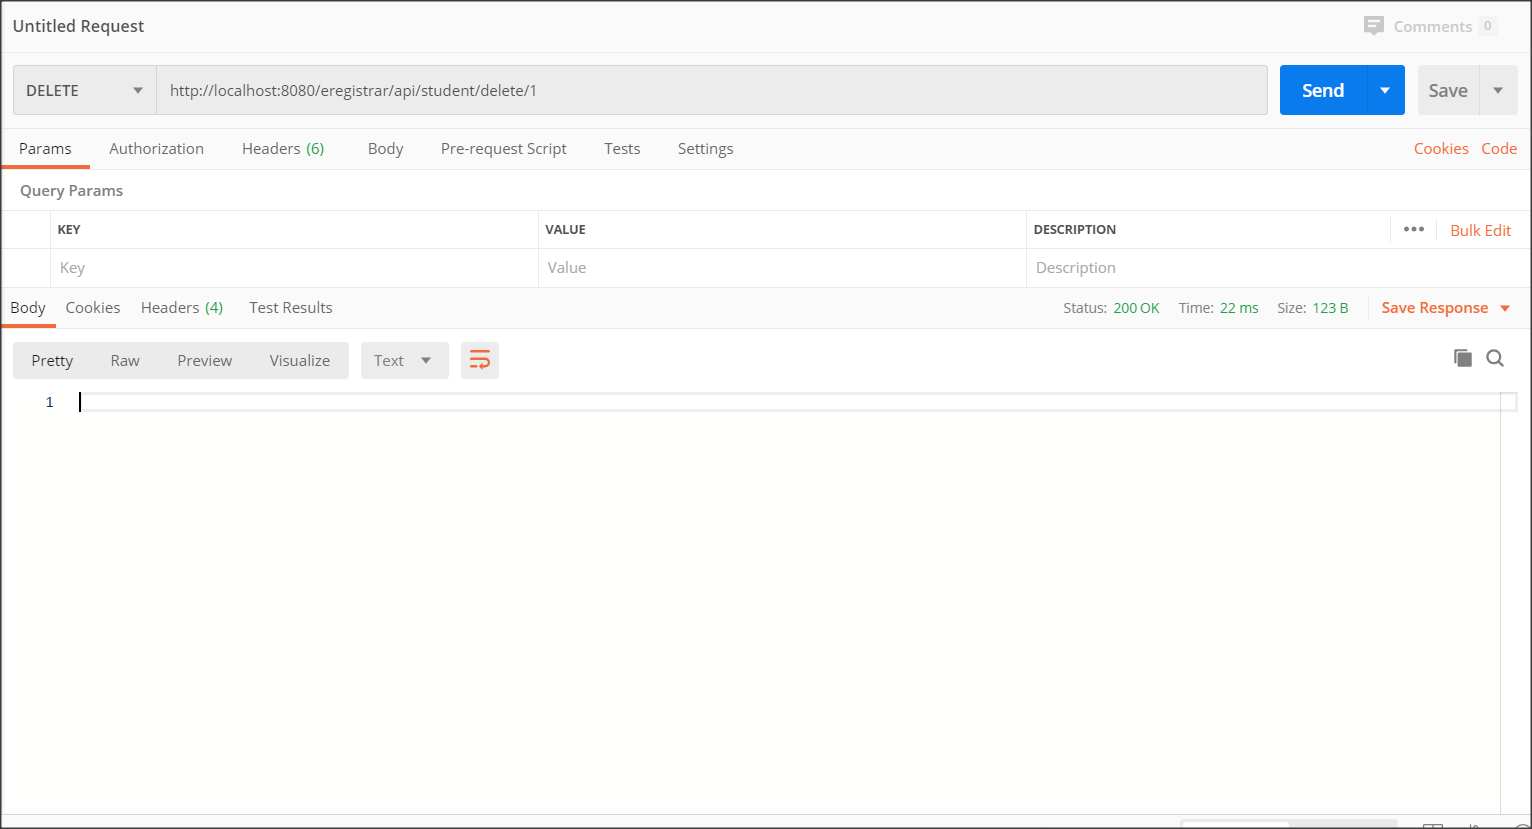 Untitled Request
Comments 0
DELETE http://localhost:8080/eregistrar/api/student/delete/1 Send Save
Params Authorization Headers (6) Body Pre-request Script Tests Settings Cookies Code
Query Params
KEY VALUE DESCRIPTION ••• Bulk Edit
Key Value Description
Body Cookies Headers (4) Test Results Status: 200 OK Time: 22 ms Size: 123 B Save Response
Pretty Raw Preview Visualize Text
1